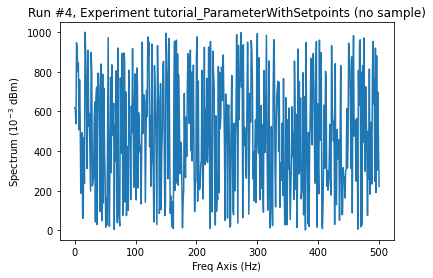 Run #4, Experiment tutorial_ParameterWithSetpoints (no sample)
1000
800
600
400
200
0
Spectrum (10⁻³ dBm)
0 100 200 300 400 500
Freq Axis (Hz)